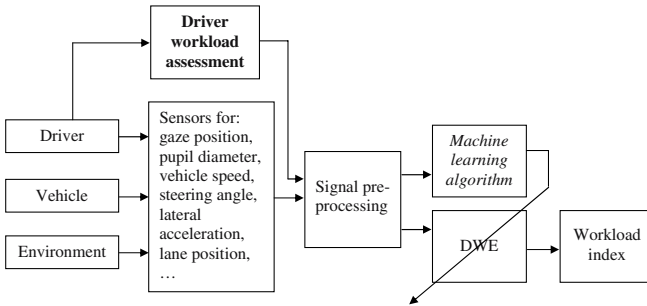 Driver
workload
assessment
Driver
Vehicle
Environment
Sensors for:
gaze position,
pupil diameter,
vehicle speed,
steering angle,
lateral
acceleration,
lane position,
…
Signal pre-
processing
Machine
learning
algorithm
DWE
Workload
index